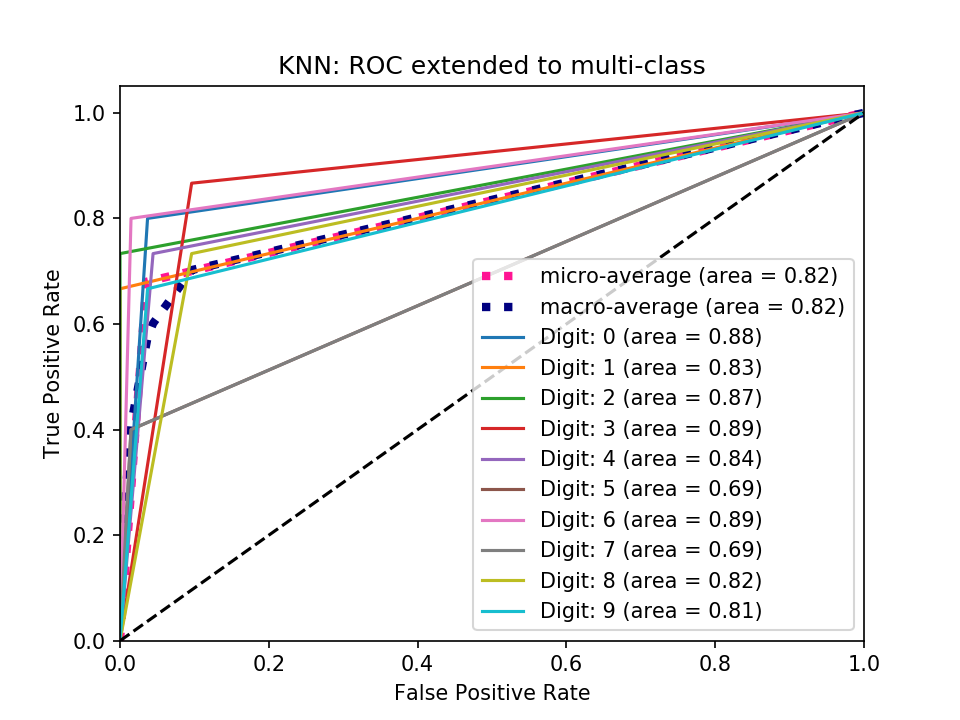 KNN: ROC extended to multi-class
1.0
0.8
0.6
0.4
0.2
0.0
True Positive Rate
micro-average (area = 0.82)
macro-average (area = 0.82)
Digit: 0 (area = 0.88)
Digit: 1 (area = 0.83)
Digit: 2 (area = 0.87)
Digit: 3 (area = 0.89)
Digit: 4 (area = 0.84)
Digit: 5 (area = 0.69)
Digit: 6 (area = 0.89)
Digit: 7 (area = 0.69)
Digit: 8 (area = 0.82)
Digit: 9 (area = 0.81)
0.0 0.2 0.4 0.6 0.8 1.0
False Positive Rate